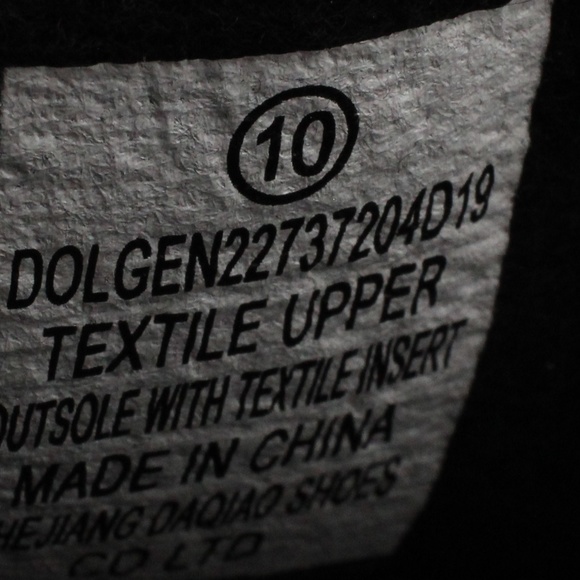 10
DOLGEN22737204D19
TEXTILE UPPER
OUTSOLE WITH TEXTILE INSERT
MADE IN CHINA
HEJIANG DAQIAO SHOES
CO LTD